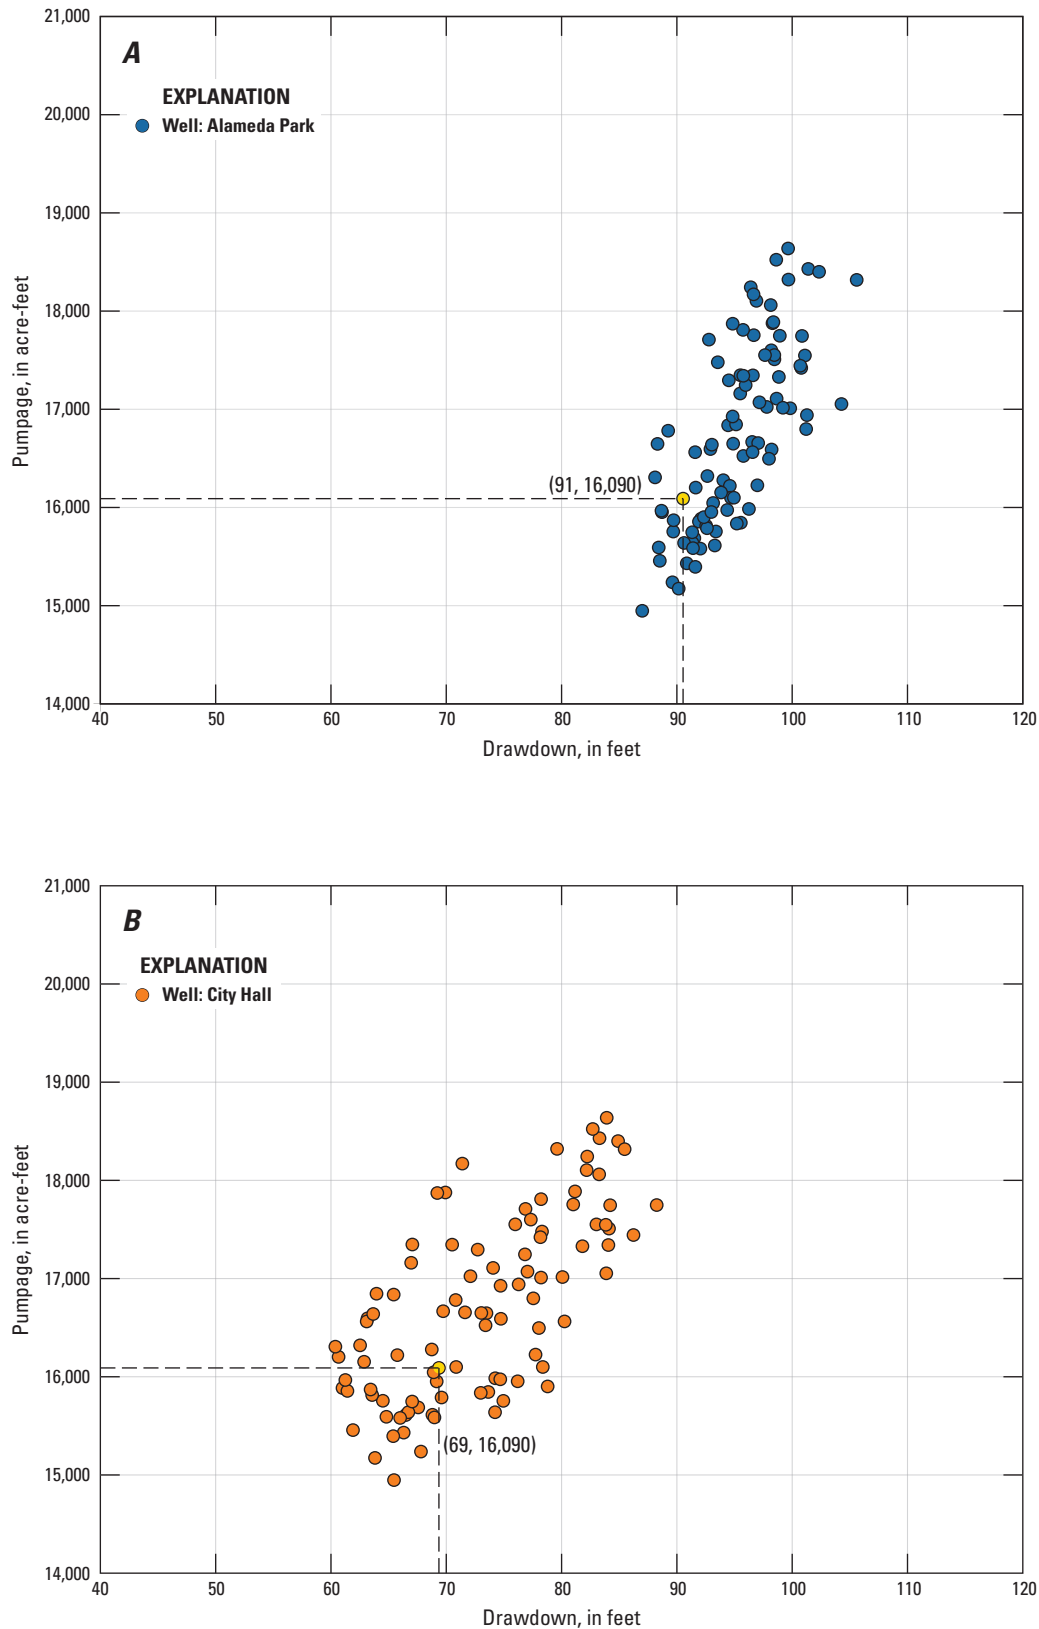 21,000
A
EXPLANATION
20,000
Well: Alameda Park
19,000
18,000
Pumpage, in acre-feet
17,000
(91, 16,090)
16,000
15,000
14,000
40 50 60 70 80 90 100 110 120
Drawdown, in feet
21,000
B
EXPLANATION
20,000
Well: City Hall
19,000
18,000
Pumpage, in acre-feet
17,000
16,000
(69, 16,090)
15,000
14,000
40 50 60 70 80 90 100 110 120
Drawdown, in feet